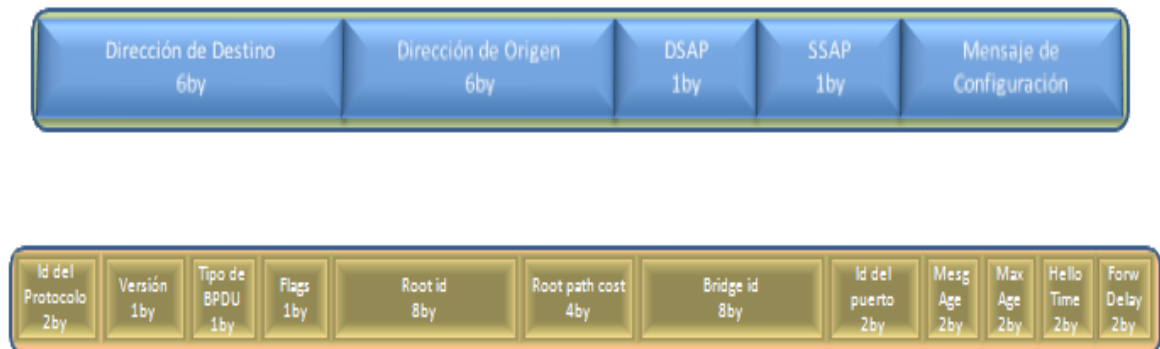 Dirección de Destino
6by
Dirección de Origen
6by
DSAP
1by
SSAP
1by
Mensaje de
Configuración
Id del
Protocolo
2by
Versión
1by
Tipo de
BPDU
1by
Flags
1by
Root id
8by
Root path cost
4by
Bridge id
8by
Id del
puerto
2by
Mesg
Age
2by
Max
Age
2by
Hello
Time
2by
Forw
Delay
2by